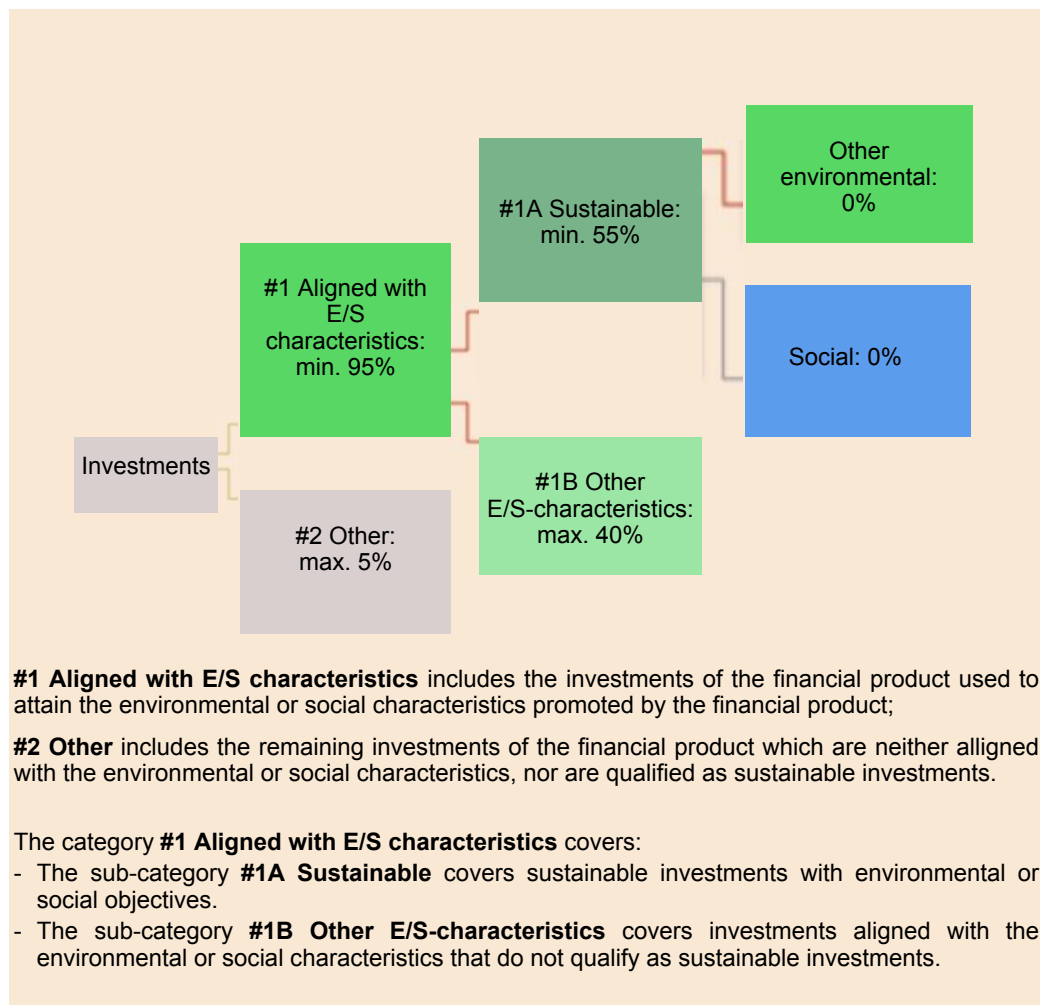 Other
environmental:
0%
#1A Sustainable:
min. 55%
#1 Aligned with
E/S
characteristics:
min. 95%
Social: 0%
Investments
#1B Other
E/S-characteristics:
max. 40%
#2 Other:
max. 5%
#1 Aligned with E/S characteristics includes the investments of the financial product used to
attain the environmental or social characteristics promoted by the financial product;
#2 Other includes the remaining investments of the financial product which are neither alligned
with the environmental or social characteristics, nor are qualified as sustainable investments.
The category #1 Aligned with E/S characteristics covers:
- The sub-category #1A Sustainable covers sustainable investments with environmental or
social objectives.
- The sub-category #1B Other E/S-characteristics covers investments aligned with the
environmental or social characteristics that do not qualify as sustainable investments.